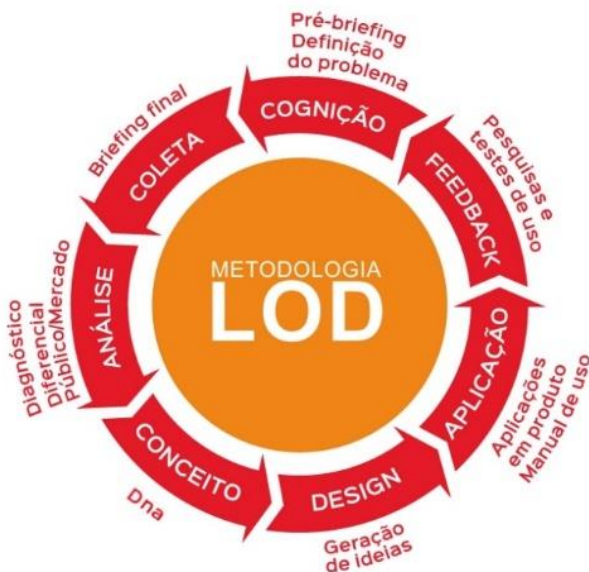 METODOLOGIA
LOD
Pré-briefing
Definição
do problema
COGNIÇÃO
Briefing final
COLETA
Diagnóstico
Diferencial
Público/Mercado
ANÁLISE
Dna
CONCEITO
Geração
de ideias
DESIGN
Aplicações
em produto
Manual de uso
APLICAÇÃO
Pesquisas e
testes de uso
FEEDBACK